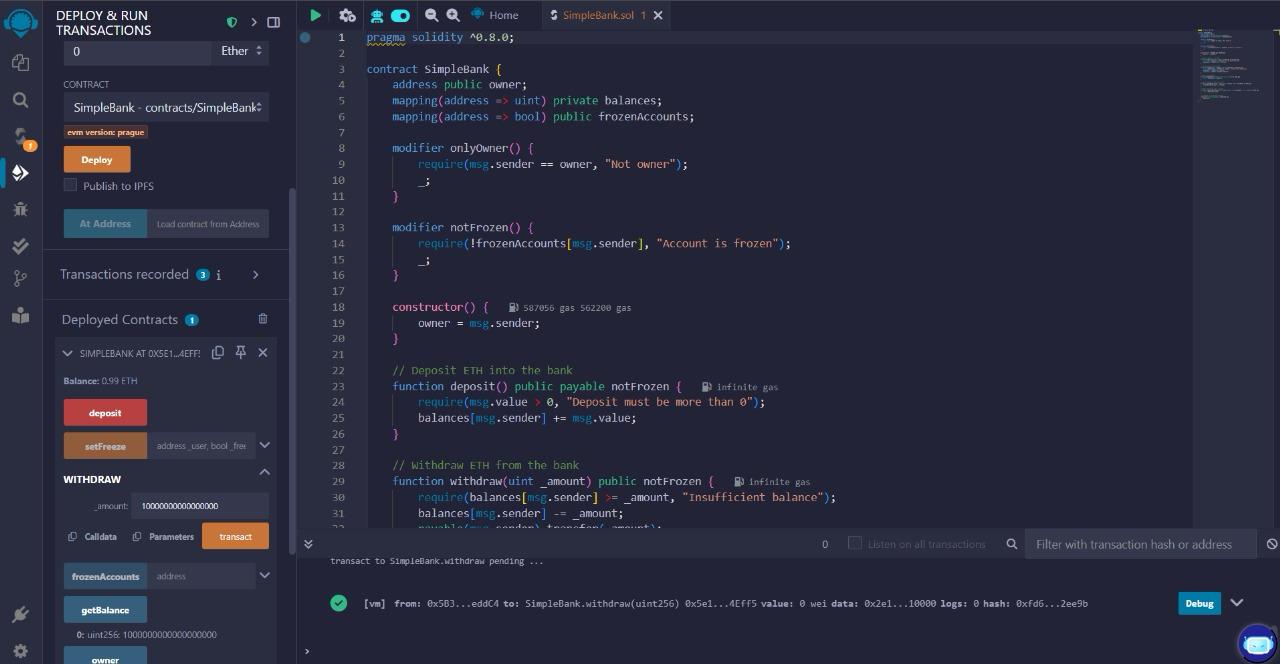 DEPLOY & RUN
TRANSACTIONS
0
Ether
CONTRACT
SimpleBank - contracts/SimpleBank
evm version: prague
Deploy
Publish to IPFS
At Address
Load contract from Address
Transactions recorded 3 i
Deployed Contracts 1
SIMPLEBANK AT 0X5E1...4EFF5
Balance: 0.99 ETH
deposit
setFreeze
address _user, bool _free
WITHDRAW
_amount: 10000000000000000
Calldata
Parameters
transact
frozenAccounts
address
getBalance
0: uint256: 1000000000000000000
owner
1
Home
SimpleBank.sol 1
1 pragma solidity ^0.8.0;
2
3 contract SimpleBank {
4 address public owner;
5 mapping(address => uint) private balances;
6 mapping(address => bool) public frozenAccounts;
7
8 modifier onlyOwner() {
9 require(msg.sender == owner, "Not owner");
10 _;
11 }
12
13 modifier notFrozen() {
14 require(!frozenAccounts[msg.sender], "Account is frozen");
15 _;
16 }
17
18 constructor() { 587056 gas 562200 gas
19 owner = msg.sender;
20 }
21
22 // Deposit ETH into the bank
23 function deposit() public payable notFrozen { infinite gas
24 require(msg.value > 0, "Deposit must be more than 0");
25 balances[msg.sender] += msg.value;
26 }
27
28 // Withdraw ETH from the bank
29 function withdraw(uint _amount) public notFrozen { infinite gas
30 require(balances[msg.sender] >= _amount, "Insufficient balance");
31 balances[msg.sender] -= _amount;
32 payable(msg.sender).transfer(_amount);
0
Listen on all transactions
Filter with transaction hash or address
transact to SimpleBank.withdraw pending ...
[vm] from: 0x5B3...eddC4 to: SimpleBank.withdraw(uint256) 0x5e1...4Eff5 value: 0 wei data: 0x2e1...10000 logs: 0 hash: 0xfd6...2ee9b
Debug
>